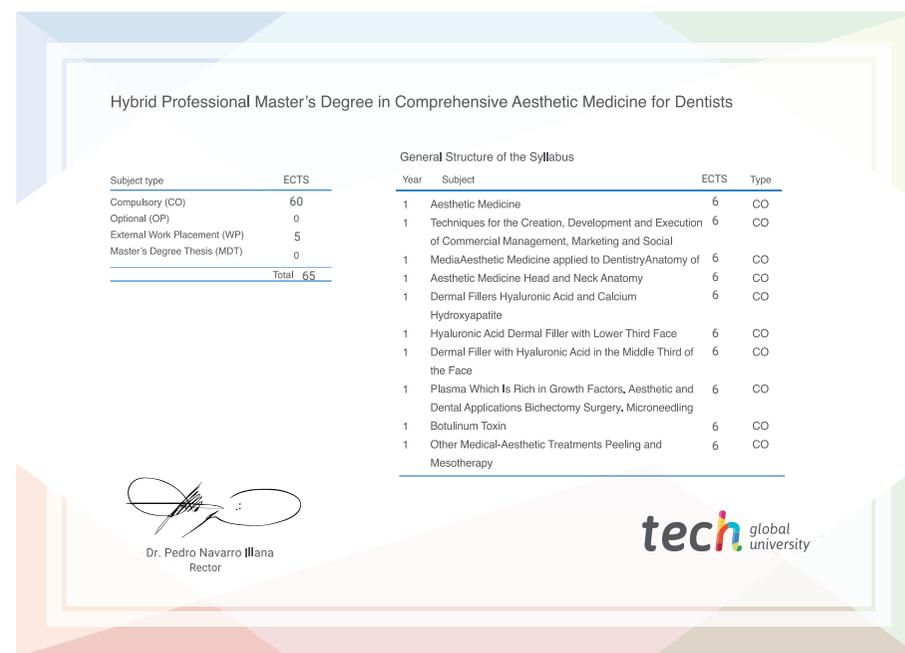 Hybrid Professional Master's Degree in Comprehensive Aesthetic Medicine for Dentists
Subject type ECTS
Compulsory (CO) 60
Optional (OP) 0
External Work Placement (WP) 5
Master's Degree Thesis (MDT) 0
Total 65
General Structure of the Syllabus
Year Subject ECTS Type
1 Aesthetic Medicine 6 CO
1 Techniques for the Creation, Development and Execution 6 CO
of Commercial Management, Marketing and Social
1 MediaAesthetic Medicine applied to DentistryAnatomy of 6 CO
1 Aesthetic Medicine Head and Neck Anatomy 6 CO
1 Dermal Fillers Hyaluronic Acid and Calcium 6 CO
Hydroxyapatite
1 Hyaluronic Acid Dermal Filler with Lower Third Face 6 CO
1 Dermal Filler with Hyaluronic Acid in the Middle Third of 6 CO
the Face
1 Plasma Which Is Rich in Growth Factors. Aesthetic and 6 CO
Dental Applications Bichectomy Surgery. Microneedling
1 Botulinum Toxin 6 CO
1 Other Medical-Aesthetic Treatments Peeling and 6 CO
Mesotherapy
Dr. Pedro Navarro Illana
Rector
tech global
university